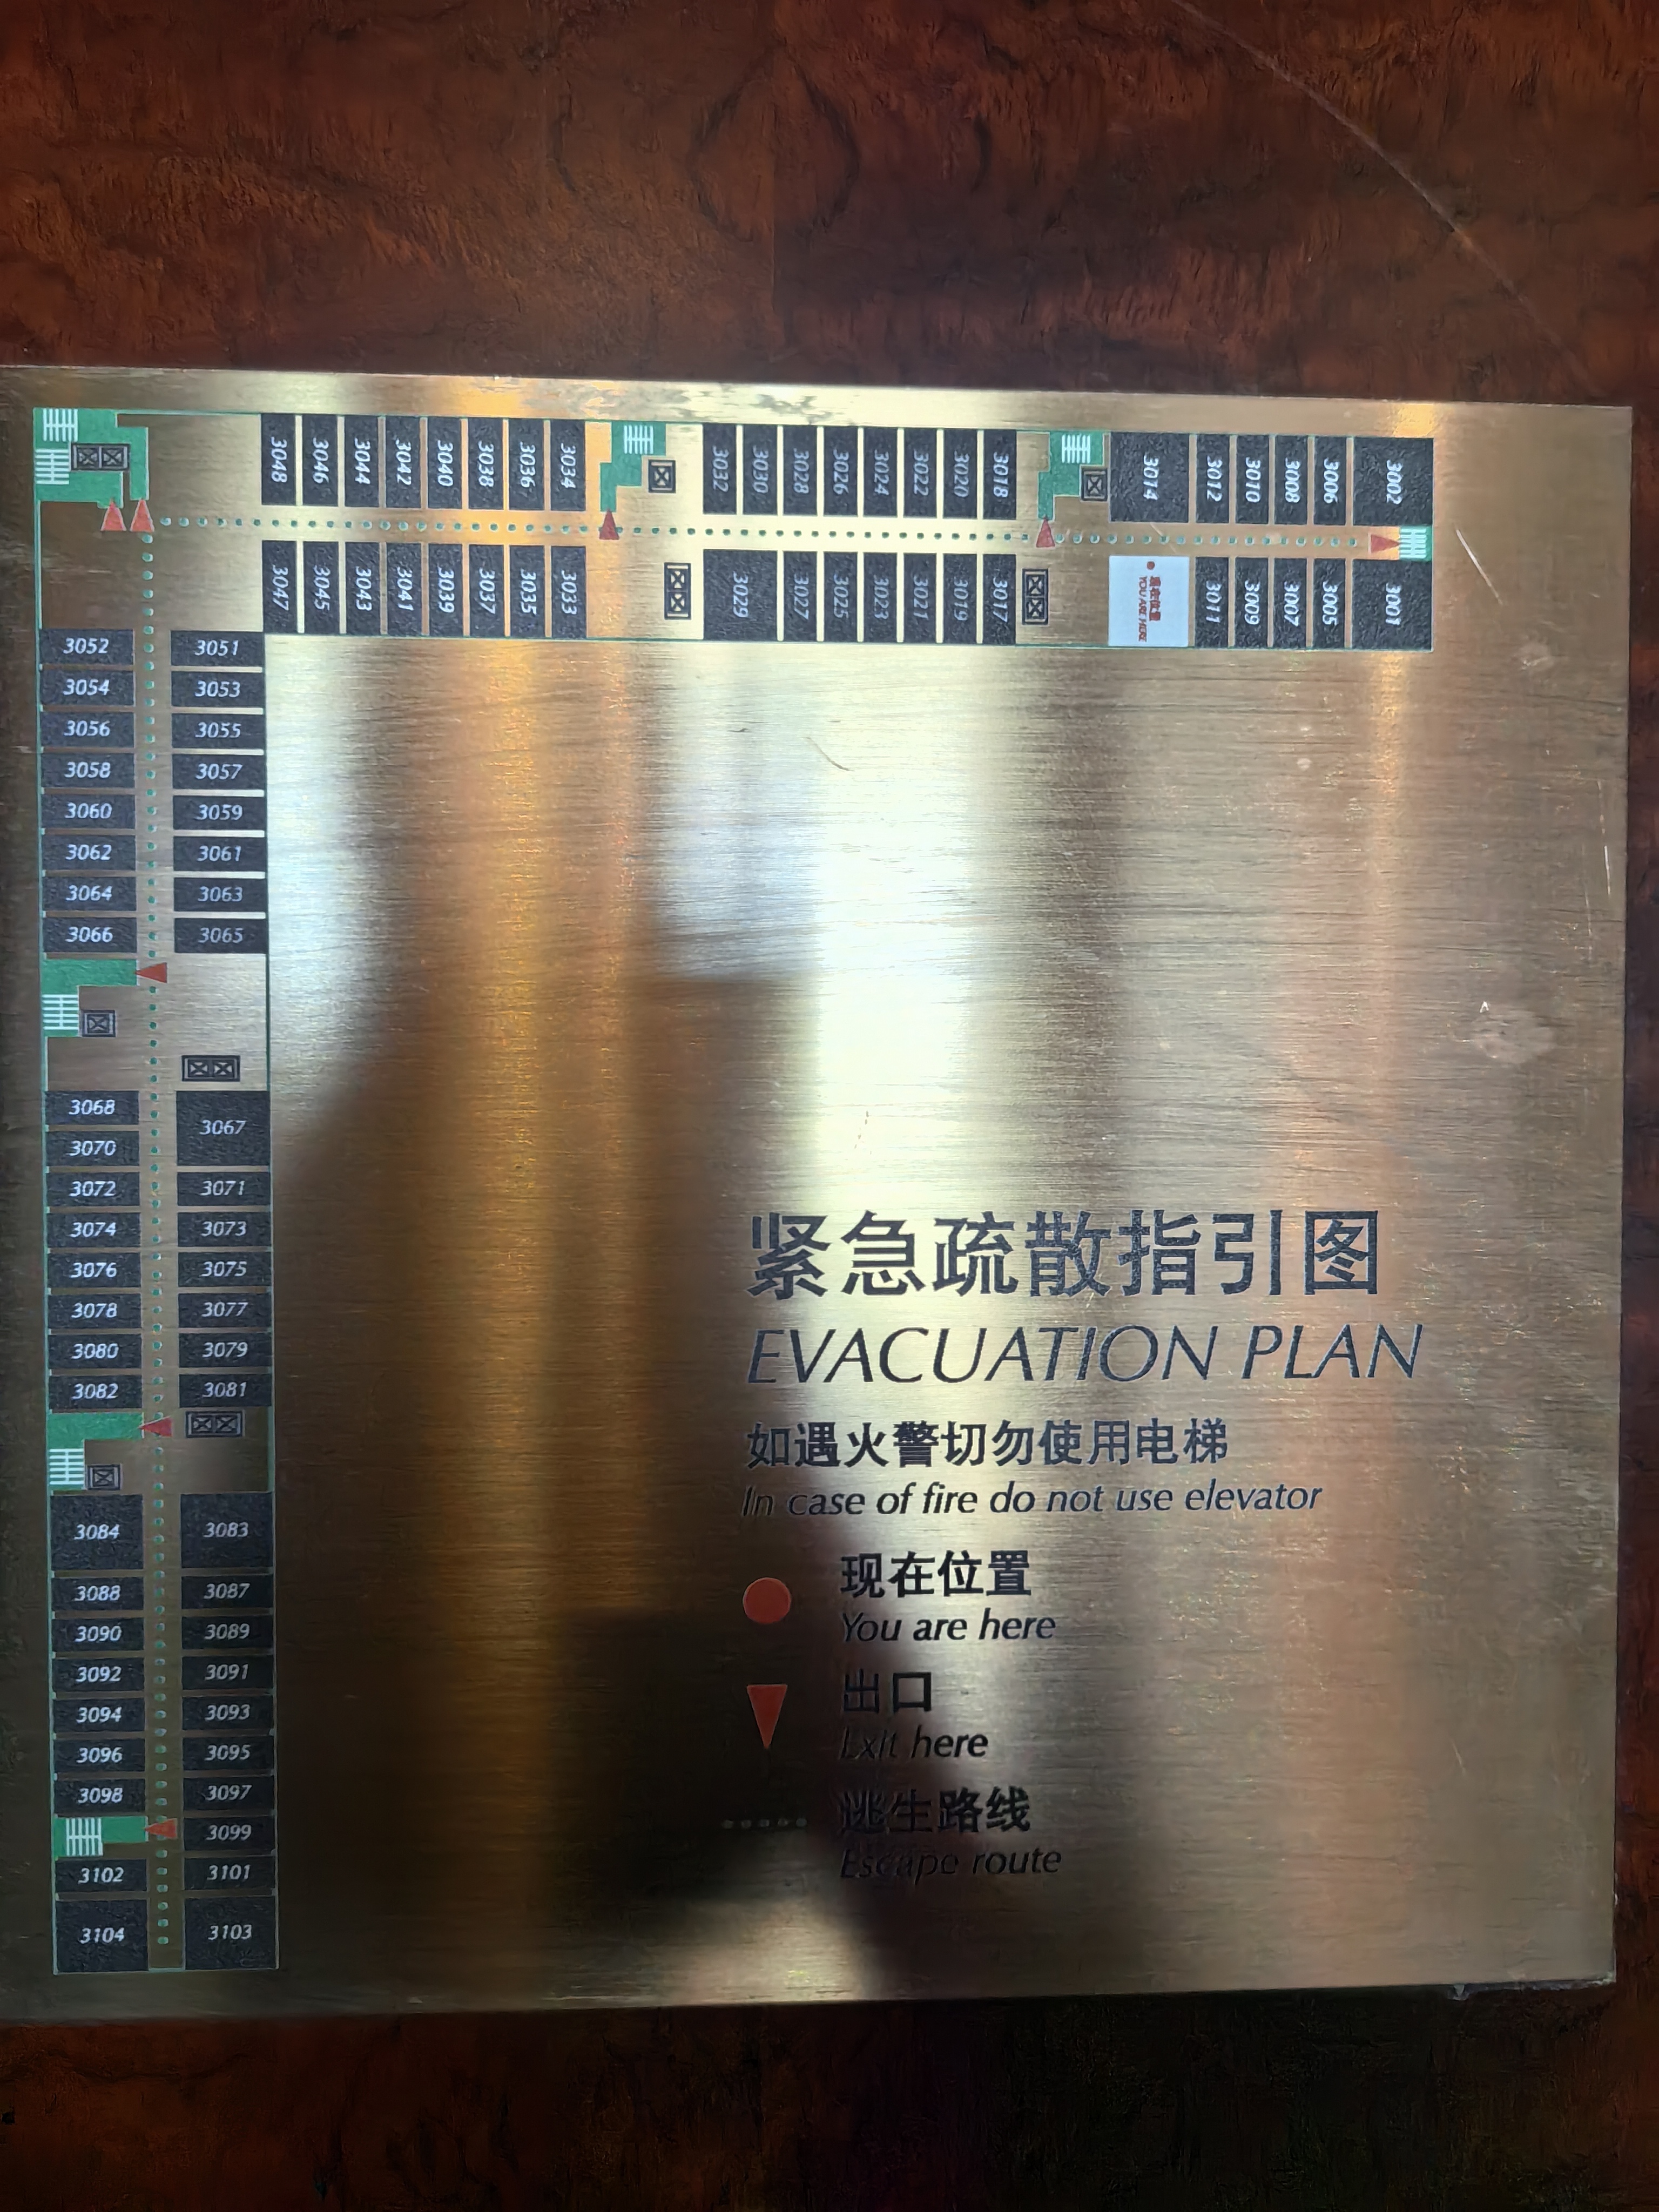 3048 3046 3044 3042 3040 3038 3036 3034 3032 3030 3028 3026 3024 3022 3020 3018 3014 3012 3010 3008 3006 3002
3047 3045 3043 3041 3039 3037 3035 3033 3029 3027 3025 3023 3021 3019 3017 现在位置 3011 3009 3007 3005 3001
YOU ARE HERE
3052 3051
3054 3053
3056 3055
3058 3057
3060 3059
3062 3061
3064 3063
3066 3065
3068 3067
3070
3072 3071
3074 3073
3076 3075
3078 3077
3080 3079
3082 3081
3084 3083
3088 3087
3090 3089
3092 3091
3094 3093
3096 3095
3098 3097
3099
3102 3101
3104 3103
紧急疏散指引图
EVACUATION PLAN
如遇火警切勿使用电梯
In case of fire do not use elevator
现在位置
You are here
出口
Exit here
逃生路线
Escape route